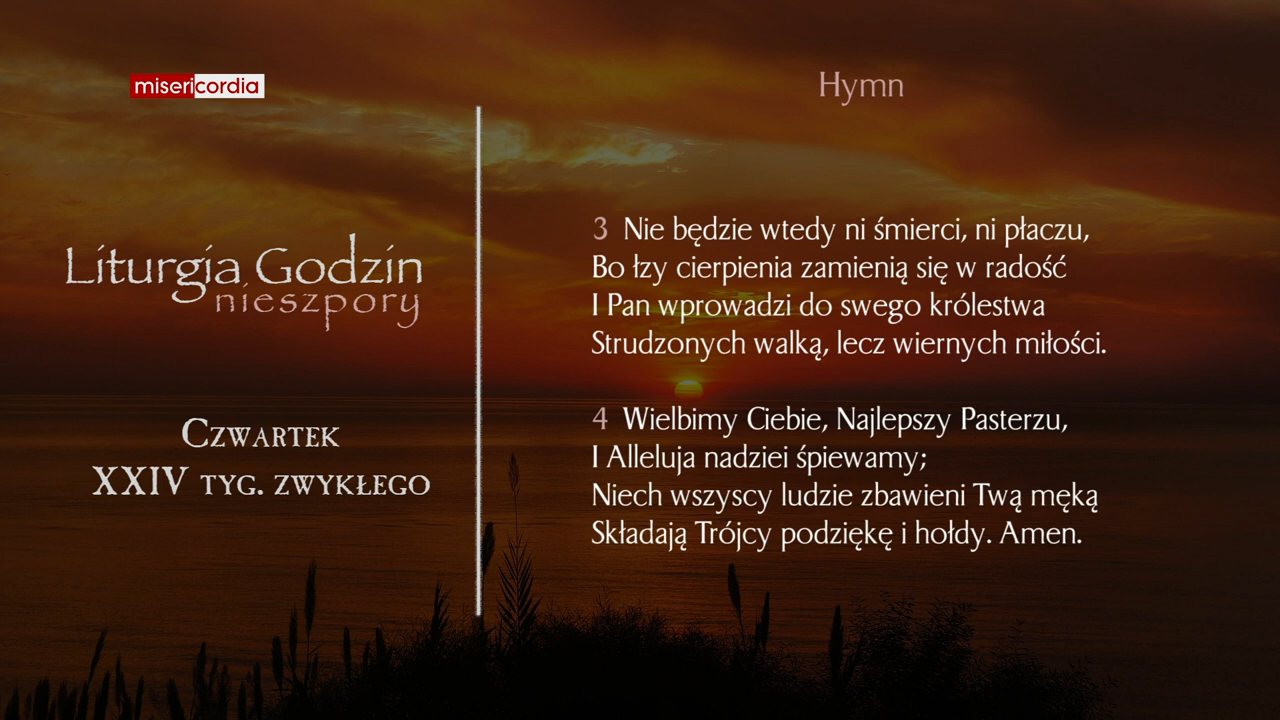 misericordia
Liturgia Godzin
nieszpory
Czwartek
XXIV tyg. zwykłego
Hymn
3 Nie będzie wtedy ni śmierci, ni płaczu,
Bo łzy cierpienia zamienią się w radość
I Pan wprowadzi do swego królestwa
Strudzonych walką, lecz wiernych miłości.
4 Wielbimy Ciebie, Najlepszy Pasterzu,
I Alleluja nadziei śpiewamy;
Niech wszyscy ludzie zbawieni Twą męką
Składają Trójcy podziękę i hołdy. Amen.